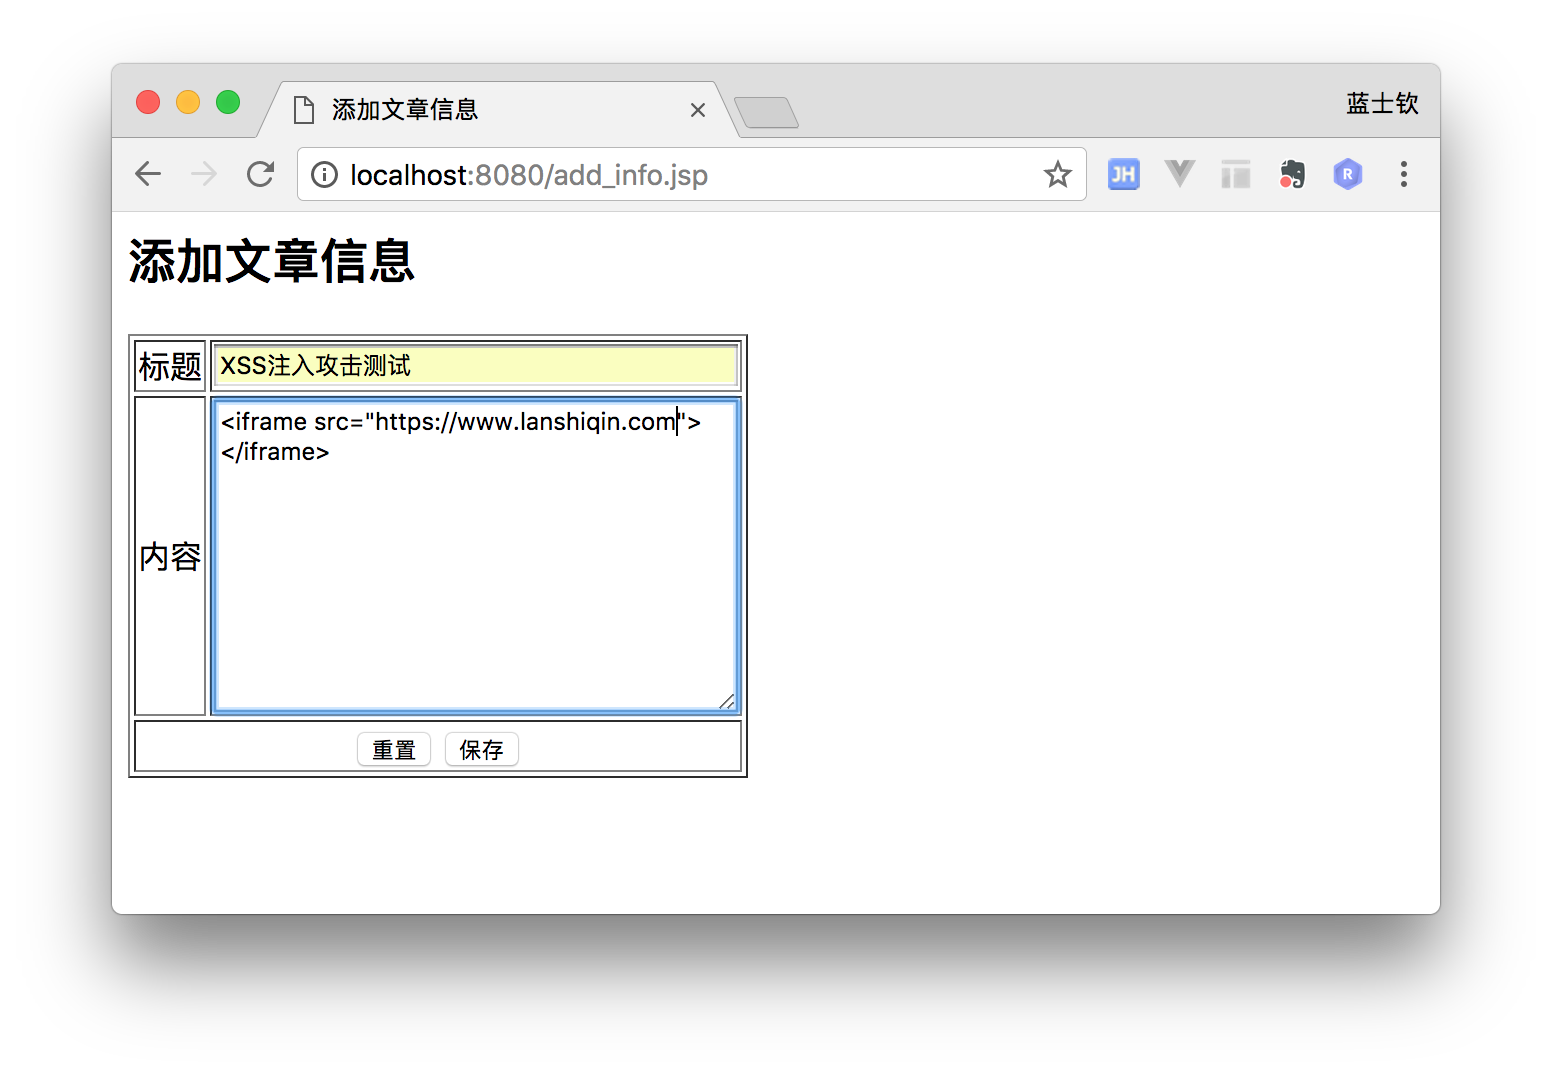 添加文章信息
蓝士钦
localhost:8080/add_info.jsp
JH
R
添加文章信息
标题
XSS注入攻击测试
内容
<iframe src="https://www.lanshiqin.com">
</iframe>
重置 保存